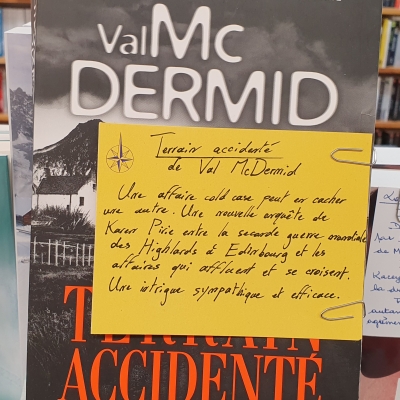 Val Mc
DERMID
Terrain accidenté
de Val McDermid
Une affaire cold case peut en cacher
une autre. Une nouvelle enquête de
Karen Pirie entre la seconde guerre mondiale
des Highlands à Edinbourg et les
affaires qui affluent et se croisent.
Une intrigue sympathique et efficace.
TERRAIN
ACCIDENTÉ